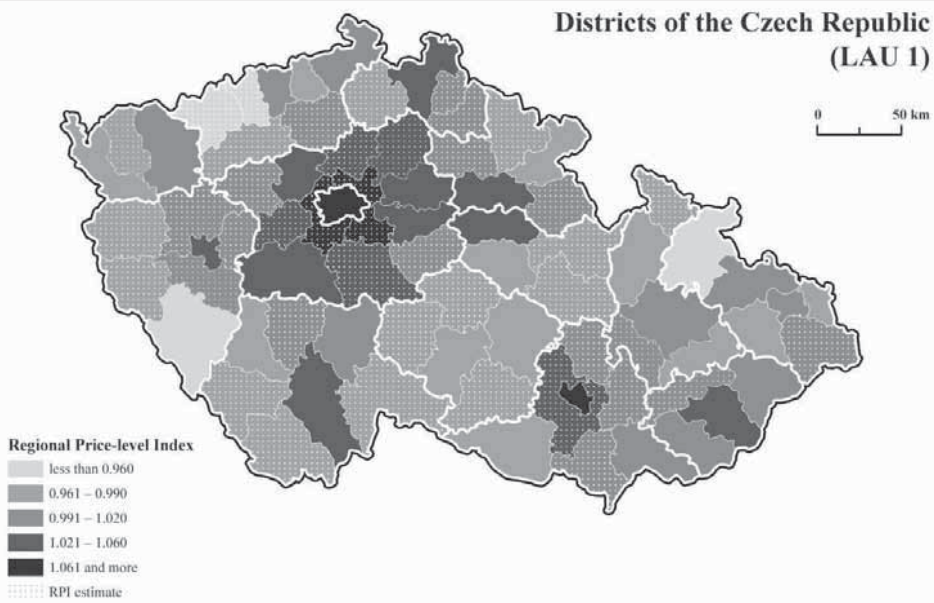 Districts of the Czech Republic
(LAU 1)
0 50 km
Regional Price-level Index
less than 0.960
0.961 – 0.990
0.991 – 1.020
1.021 – 1.060
1.061 and more
RPI estimate